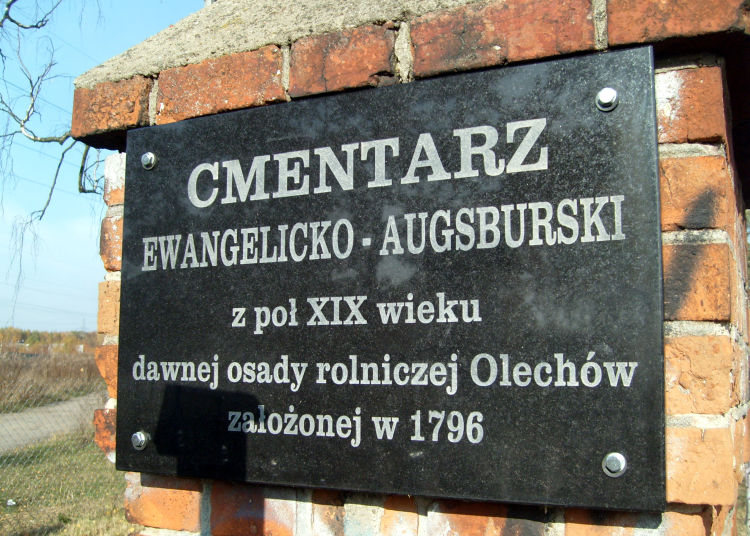 CMENTARZ
EWANGELICKO - AUGSBURSKI
z poł XIX wieku
dawnej osady rolniczej Olechów
założonej w 1796